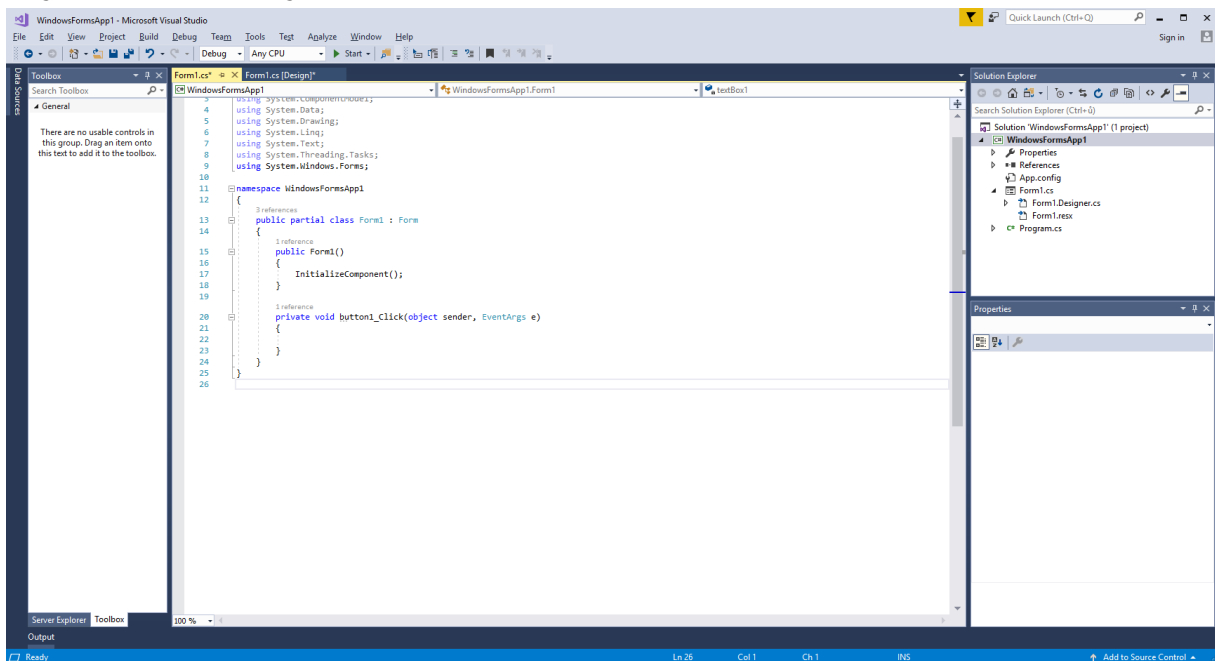 WindowsFormsApp1 - Microsoft Visual Studio
Quick Launch (Ctrl+Q)
File Edit View Project Build Debug Team Tools Test Analyze Window Help
Sign in
Debug Any CPU Start
Data Sources
Toolbox
Search Toolbox
General
There are no usable controls in
this group. Drag an item onto
this text to add it to the toolbox.
Server Explorer Toolbox
Form1.cs* Form1.cs [Design]*
WindowsFormsApp1 WindowsFormsApp1.Form1 textBox1
3 using System.ComponentModel;
4 using System.Data;
5 using System.Drawing;
6 using System.Linq;
7 using System.Text;
8 using System.Threading.Tasks;
9 using System.Windows.Forms;
10
11 namespace WindowsFormsApp1
12 {
3 references
13 public partial class Form1 : Form
14 {
1 reference
15 public Form1()
16 {
17 InitializeComponent();
18 }
19
1 reference
20 private void button1_Click(object sender, EventArgs e)
21 {
22
23 }
24 }
25 }
26
100 %
Solution Explorer
Search Solution Explorer (Ctrl+ů)
Solution 'WindowsFormsApp1' (1 project)
WindowsFormsApp1
Properties
References
App.config
Form1.cs
Form1.Designer.cs
Form1.resx
Program.cs
Properties
Output
Ready Ln 26 Col 1 Ch 1 INS Add to Source Control